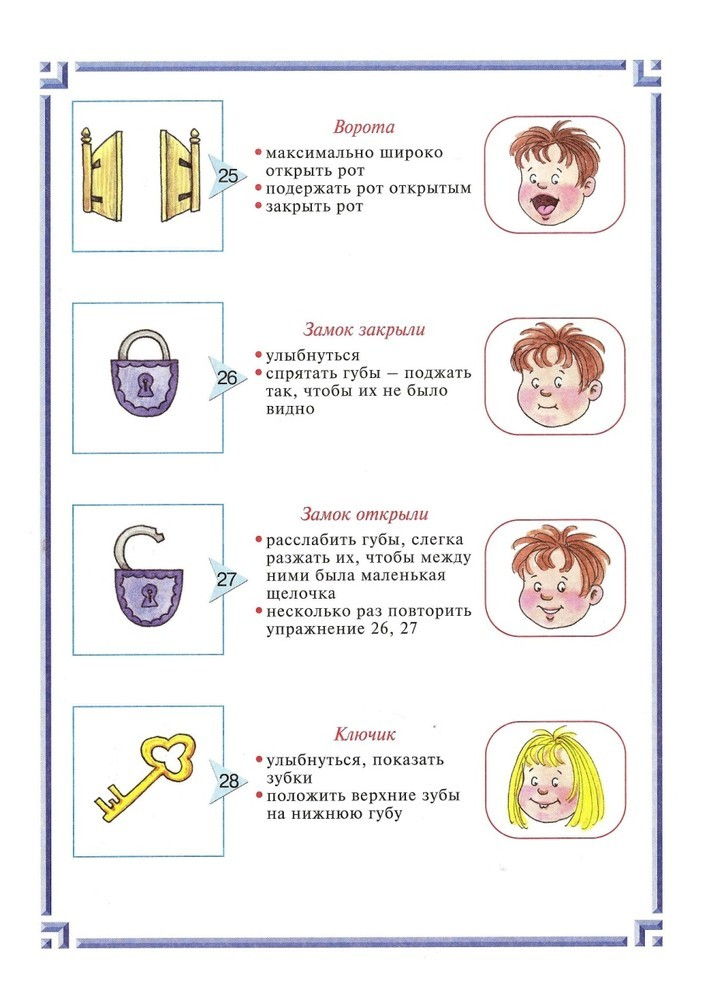 Ворота
25
• максимально широко
открыть рот
• подержать рот открытым
• закрыть рот
Замок закрыли
26
• улыбнуться
• спрятать губы – поджать
так, чтобы их не было
видно
Замок открыли
27
• расслабить губы, слегка
разжать их, чтобы между
ними была маленькая
щелочка
• несколько раз повторить
упражнение 26, 27
Ключик
28
• улыбнуться, показать
зубки
• положить верхние зубы
на нижнюю губу